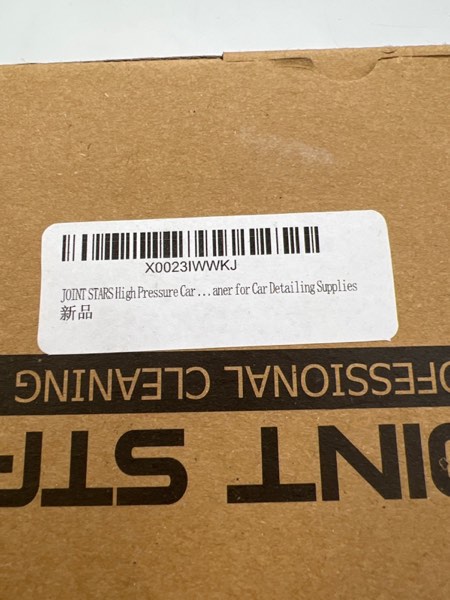 X0023IWWKJ
JOINT STARS High Pressure Car ... aner for Car Detailing Supplies
新品
OFESSIONAL CLEANING
OINT STA